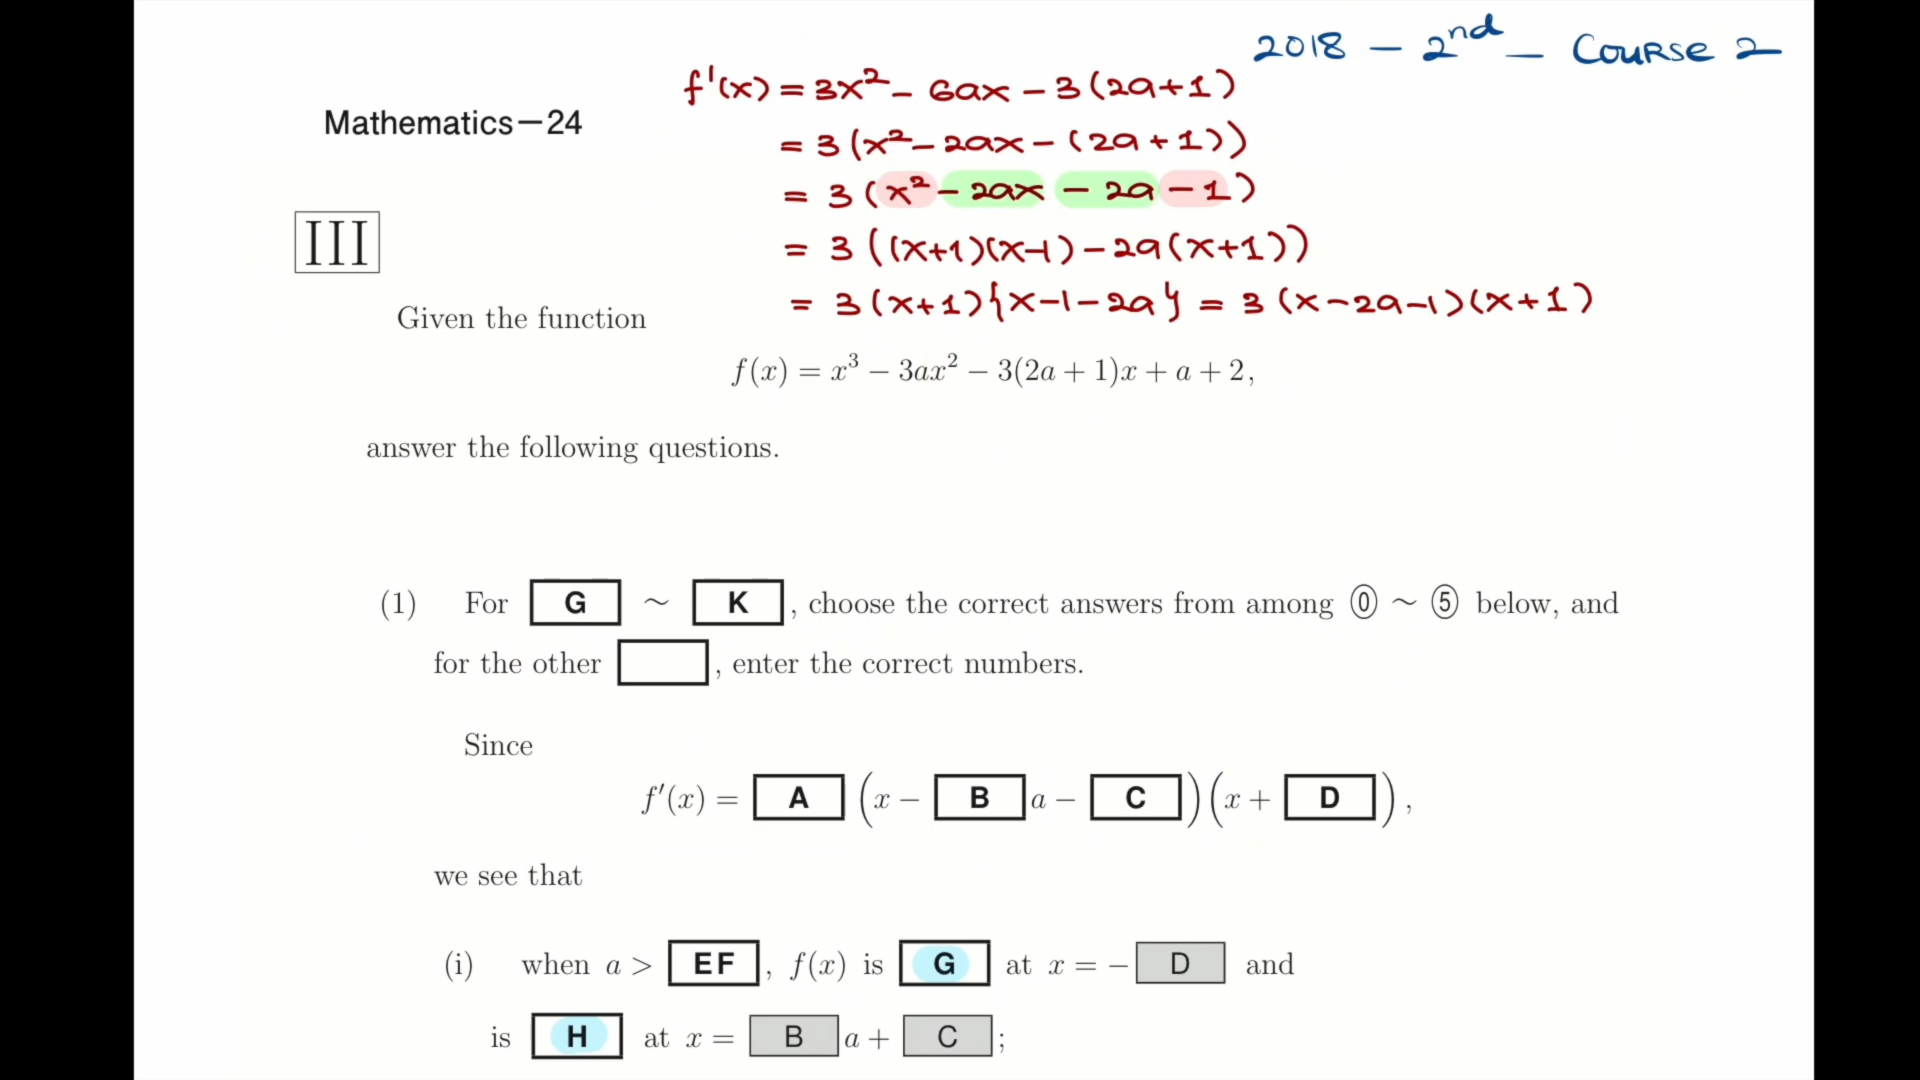 2018 – 2nd – Course 2
f'(x) = 3x² – 6ax – 3(2a+1)
Mathematics－24
= 3(x² – 2ax – (2a+1))
= 3(x² – 2ax – 2a – 1)
III
= 3((x+1)(x-1) – 2a(x+1))
= 3(x+1){x–1–2a} = 3(x–2a–1)(x+1)
Given the function
f(x) = x³ − 3ax² − 3(2a + 1)x + a + 2,
answer the following questions.
(1) For G ∼ K , choose the correct answers from among ⓪ ∼ ⑤ below, and
for the other , enter the correct numbers.
Since
f′(x) = A (x − B a − C)(x + D),
we see that
(i) when a > EF , f(x) is G at x = − D and
is H at x = B a + C ;